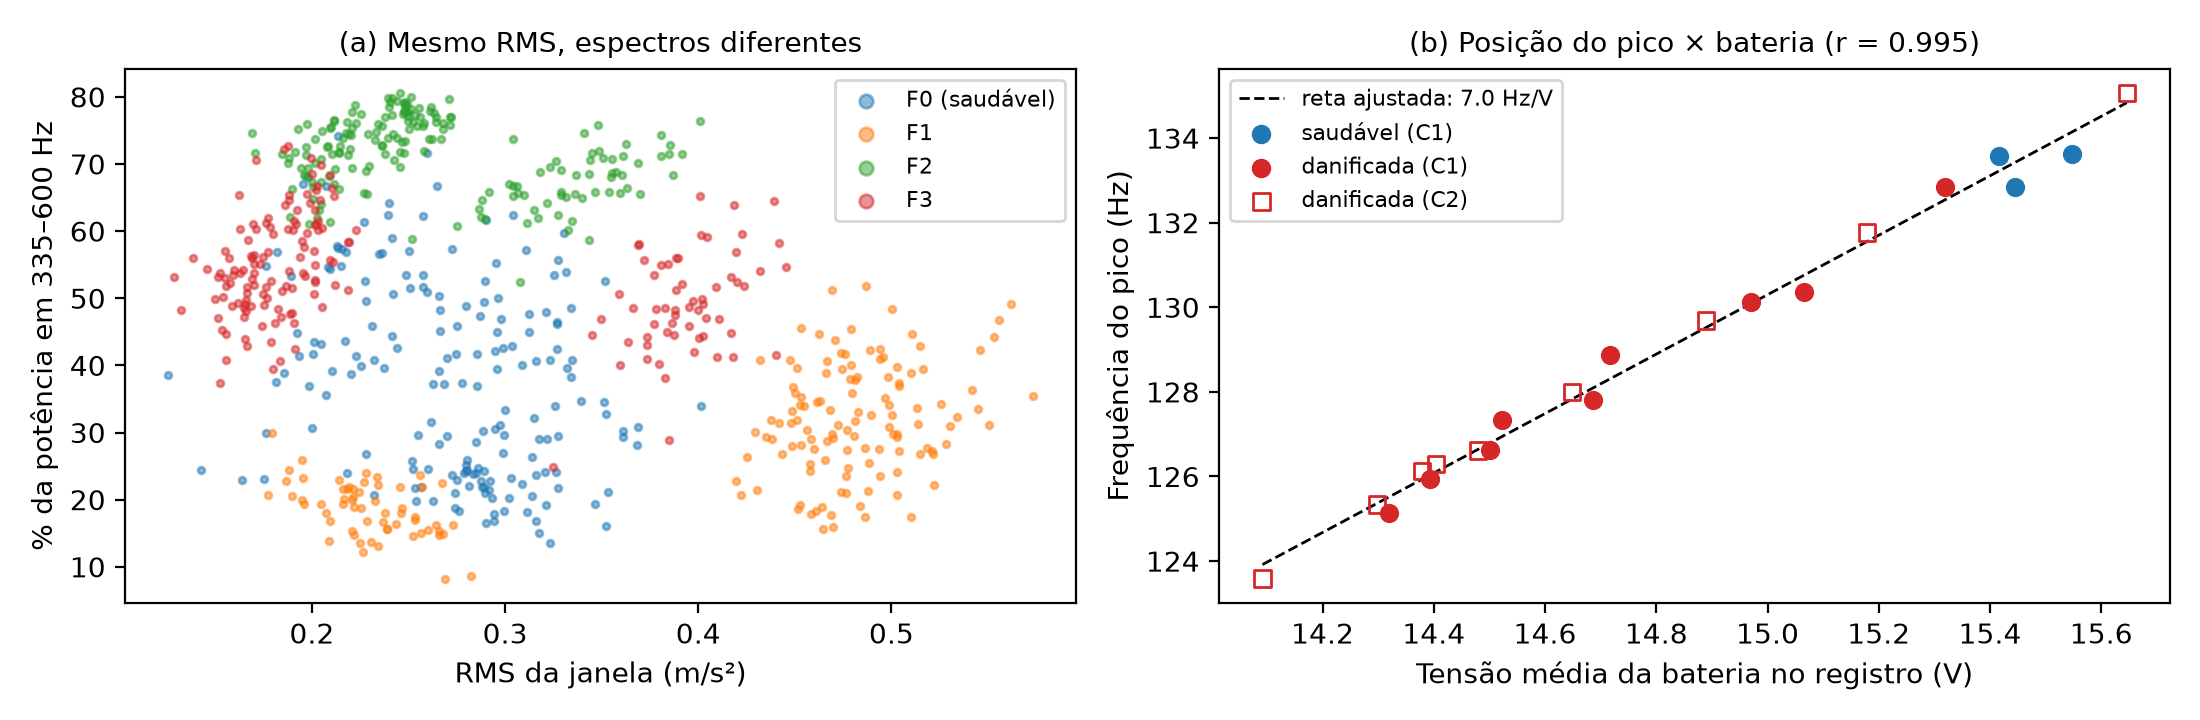 (a) Mesmo RMS, espectros diferentes
% da potência em 335–600 Hz
80
70
60
50
40
30
20
10
F0 (saudável)
F1
F2
F3
0.2 0.3 0.4 0.5
RMS da janela (m/s²)
(b) Posição do pico × bateria (r = 0.995)
Frequência do pico (Hz)
134
132
130
128
126
124
reta ajustada: 7.0 Hz/V
saudável (C1)
danificada (C1)
danificada (C2)
14.2 14.4 14.6 14.8 15.0 15.2 15.4 15.6
Tensão média da bateria no registro (V)